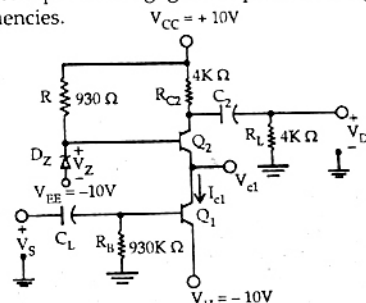 uencies.
V_CC = + 10V
R 930 Ω
4K Ω
R_C2
C_2
Q_2
R_L 4K Ω
V_D
D_Z
V_Z
V_c1
I_c1
V_EE = −10V
Q_1
V_S
C_L
R_B 930K Ω
= − 10V